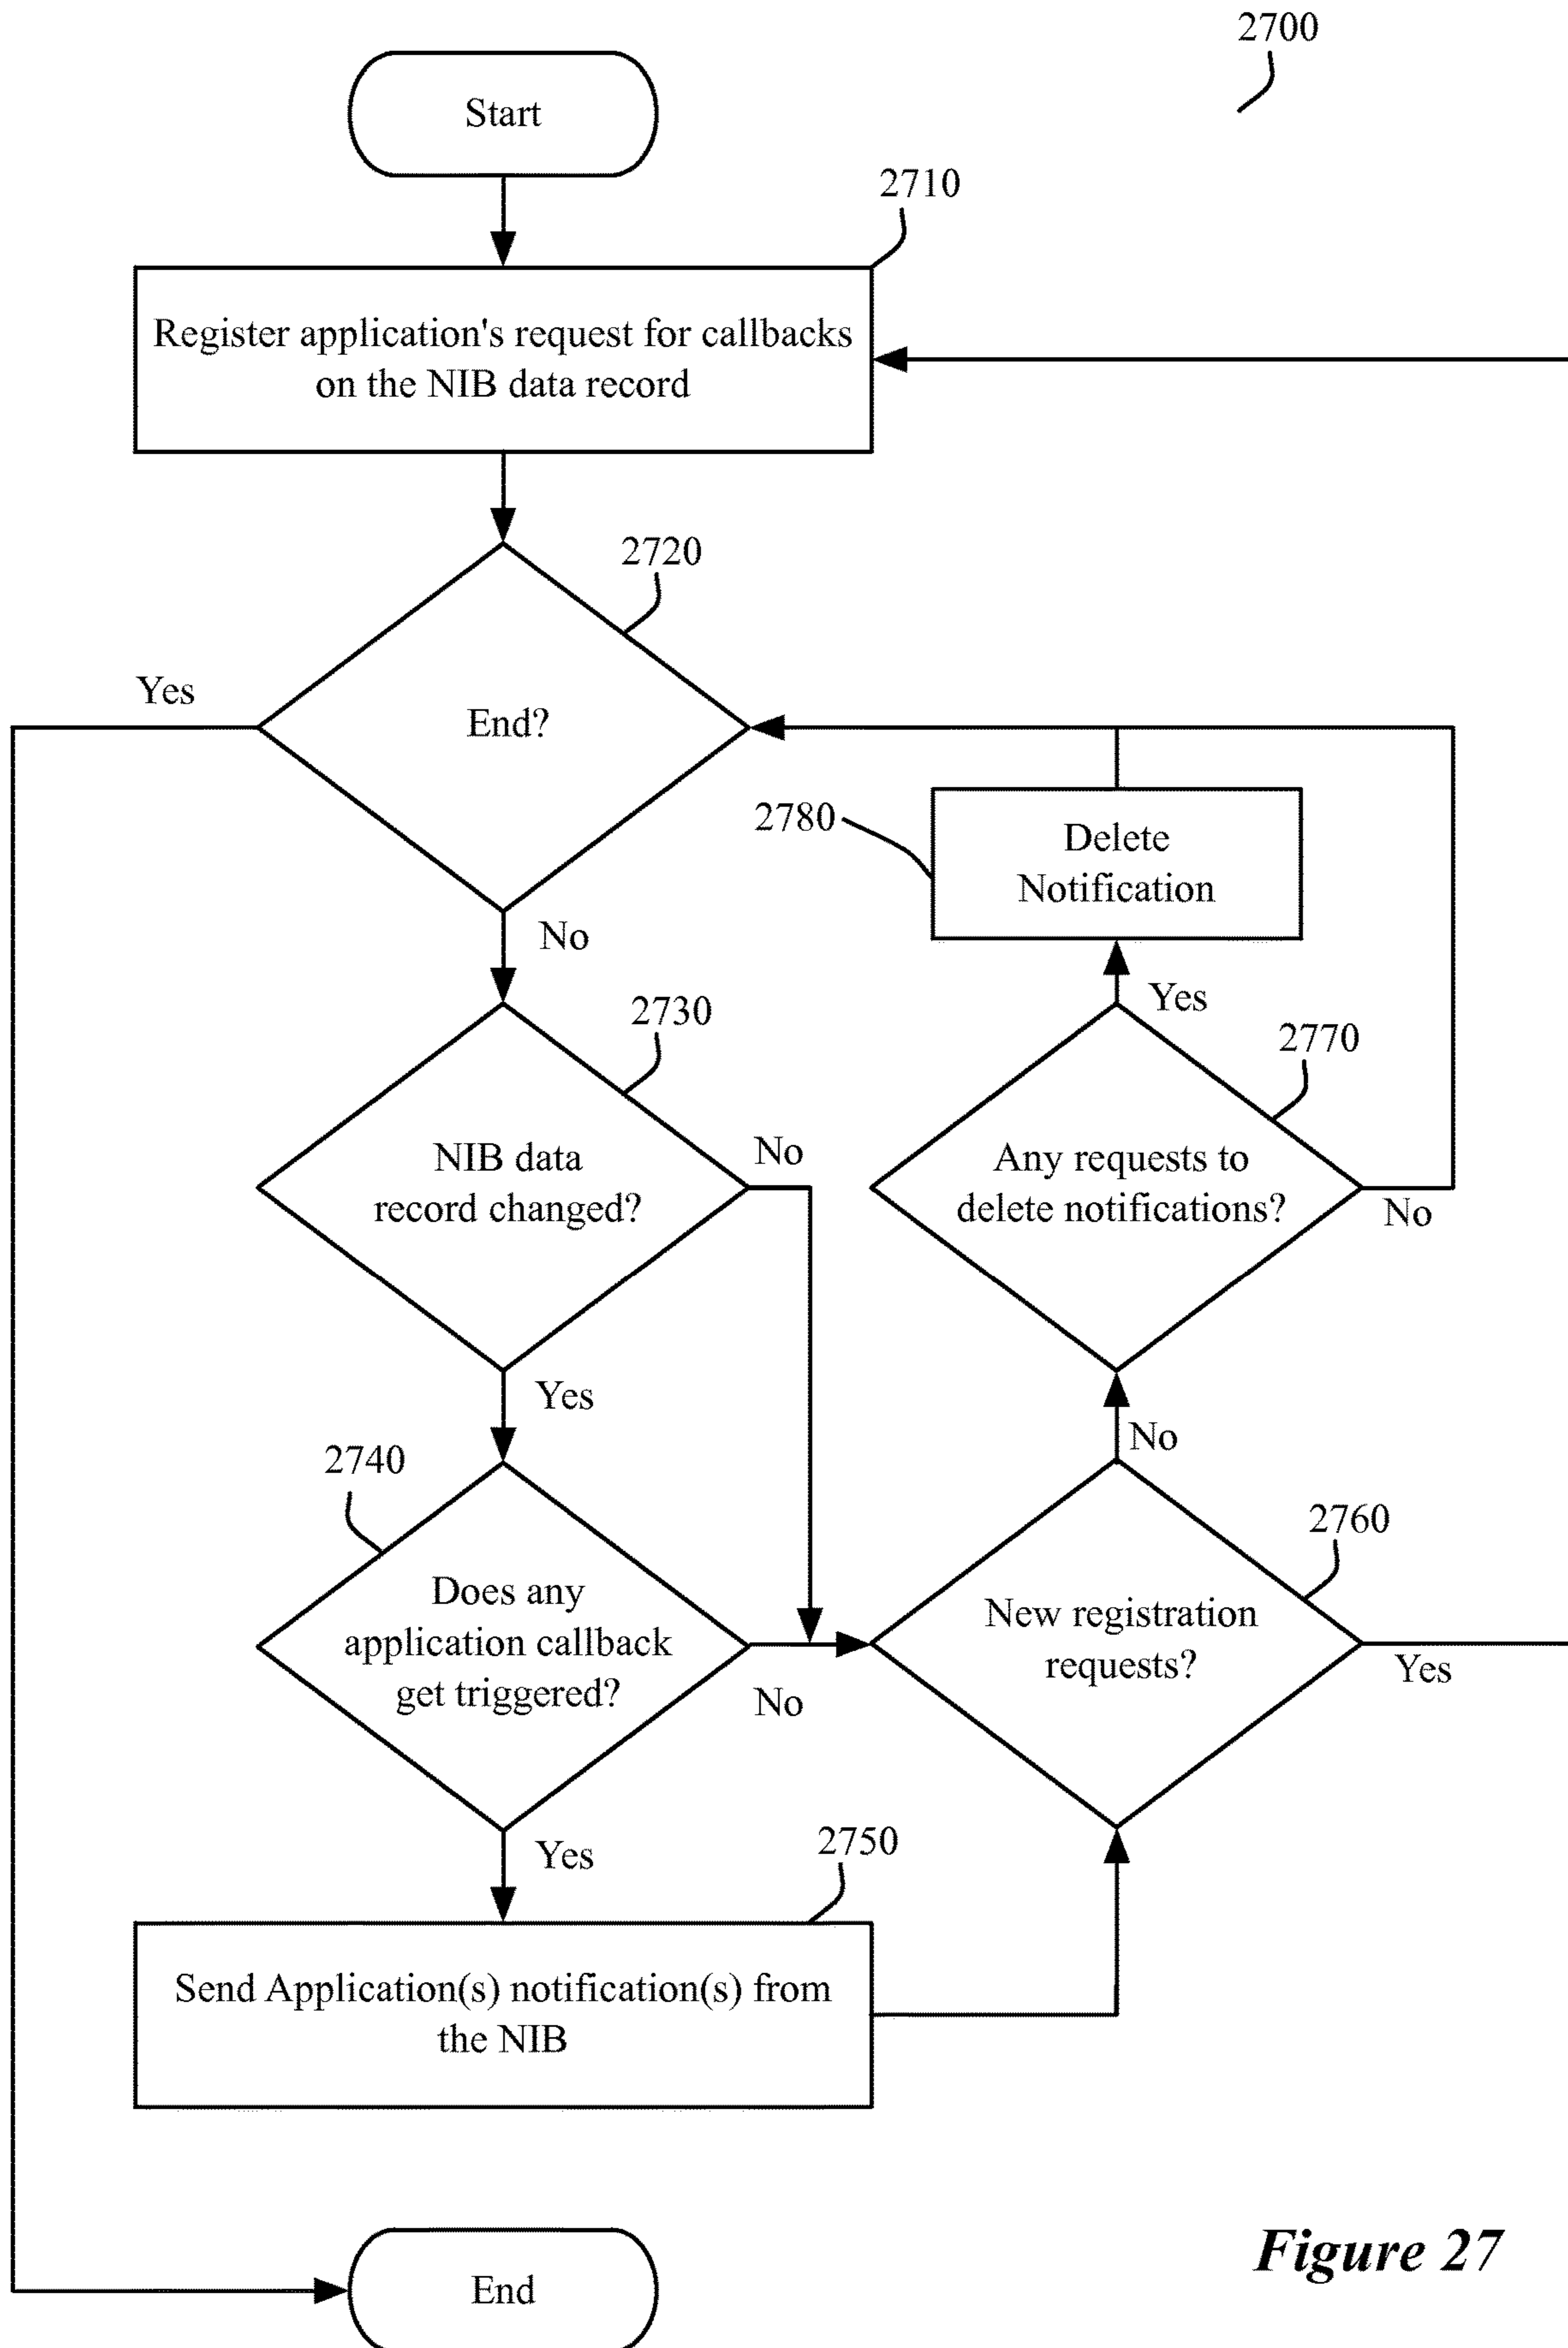 2700
Start
2710
Register application's request for callbacks
on the NIB data record
2720
Yes
End?
2780
Delete
Notification
No
2730
Yes
2770
NIB data
record changed?
No
Any requests to
delete notifications?
No
Yes
No
2740
2760
Does any
application callback
get triggered?
New registration
requests?
No
Yes
Yes
2750
Send Application(s) notification(s) from
the NIB
Figure 27
End